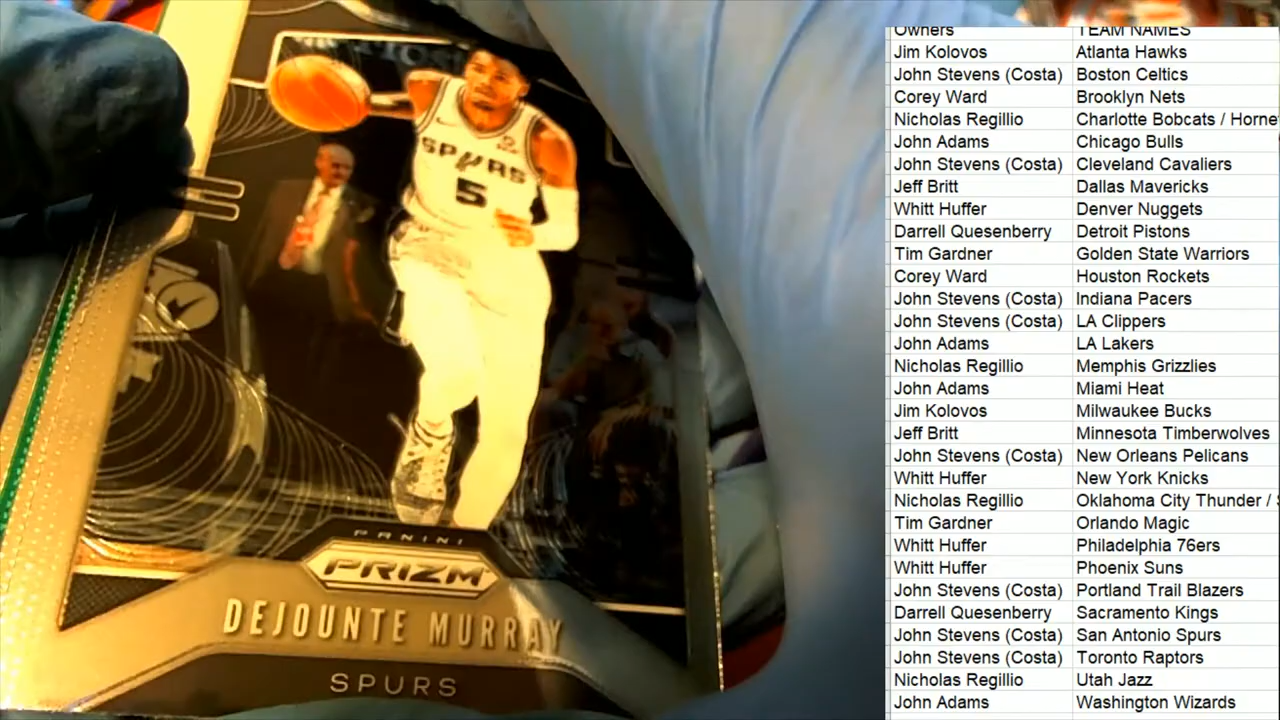 SPURS
5
PANINI
PRIZM
DEJOUNTE MURRAY
SPURS
Owners TEAM NAMES
Jim Kolovos Atlanta Hawks
John Stevens (Costa) Boston Celtics
Corey Ward Brooklyn Nets
Nicholas Regillio Charlotte Bobcats / Horne
John Adams Chicago Bulls
John Stevens (Costa) Cleveland Cavaliers
Jeff Britt Dallas Mavericks
Whitt Huffer Denver Nuggets
Darrell Quesenberry Detroit Pistons
Tim Gardner Golden State Warriors
Corey Ward Houston Rockets
John Stevens (Costa) Indiana Pacers
John Stevens (Costa) LA Clippers
John Adams LA Lakers
Nicholas Regillio Memphis Grizzlies
John Adams Miami Heat
Jim Kolovos Milwaukee Bucks
Jeff Britt Minnesota Timberwolves
John Stevens (Costa) New Orleans Pelicans
Whitt Huffer New York Knicks
Nicholas Regillio Oklahoma City Thunder /
Tim Gardner Orlando Magic
Whitt Huffer Philadelphia 76ers
Whitt Huffer Phoenix Suns
John Stevens (Costa) Portland Trail Blazers
Darrell Quesenberry Sacramento Kings
John Stevens (Costa) San Antonio Spurs
John Stevens (Costa) Toronto Raptors
Nicholas Regillio Utah Jazz
John Adams Washington Wizards